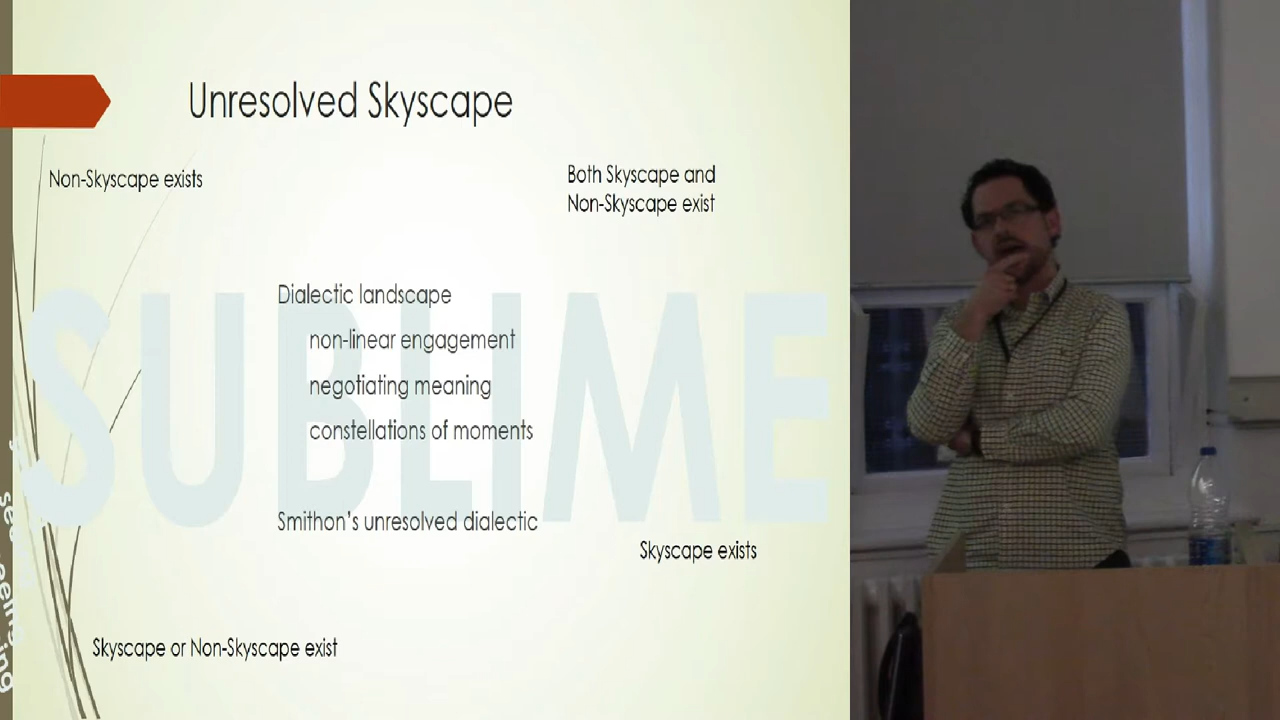 Unresolved Skyscape
Non-Skyscape exists
Both Skyscape and
Non-Skyscape exist
SUBLIME
Dialectic landscape
non-linear engagement
negotiating meaning
constellations of moments
Smithon's unresolved dialectic
Skyscape exists
Skyscape or Non-Skyscape exist